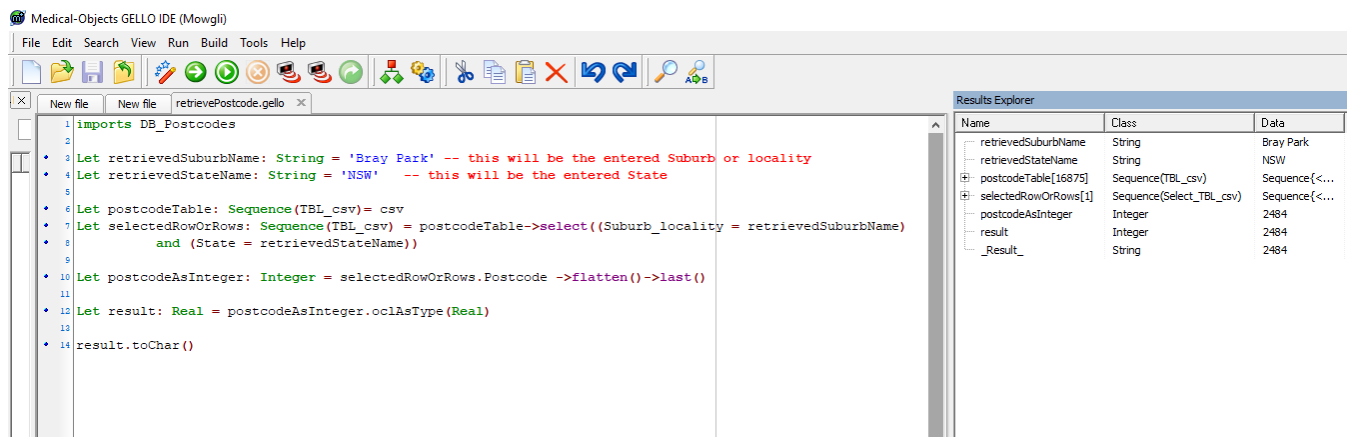 Medical-Objects GELLO IDE (Mowgli)
File Edit Search View Run Build Tools Help
New file New file retrievePostcode.gello
Results Explorer
Name Class Data
1 imports DB_Postcodes
2
3 Let retrievedSuburbName: String = 'Bray Park' -- this will be the entered Suburb or locality
4 Let retrievedStateName: String = 'NSW' -- this will be the entered State
5
6 Let postcodeTable: Sequence(TBL_csv)= csv
7 Let selectedRowOrRows: Sequence(TBL_csv) = postcodeTable->select((Suburb_locality = retrievedSuburbName)
8 and (State = retrievedStateName))
9
10 Let postcodeAsInteger: Integer = selectedRowOrRows.Postcode ->flatten()->last()
11
12 Let result: Real = postcodeAsInteger.oclAsType(Real)
13
14 result.toChar()
retrievedSuburbName String Bray Park
retrievedStateName String NSW
postcodeTable[16875] Sequence(TBL_csv) Sequence{<...
selectedRowOrRows[1] Sequence(Select_TBL_csv) Sequence{<...
postcodeAsInteger Integer 2484
result Integer 2484
_Result_ String 2484